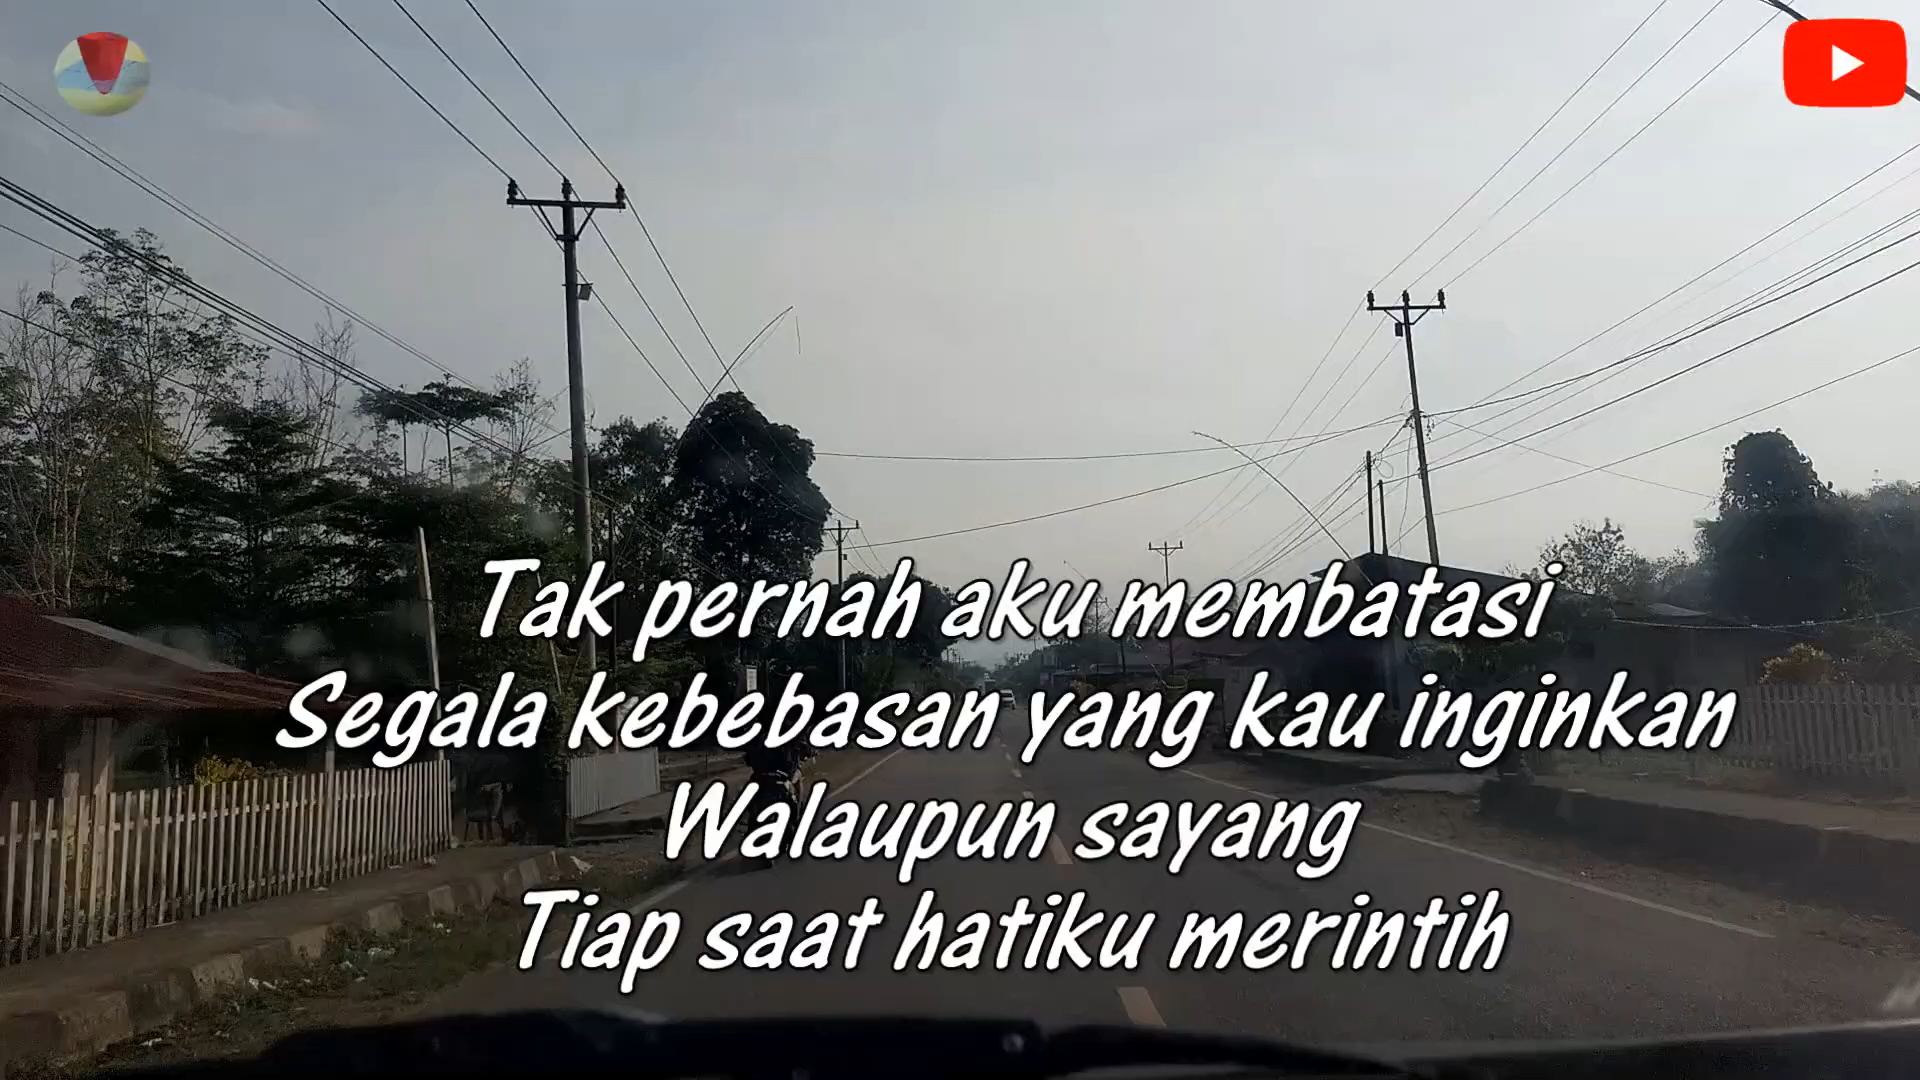 Tak pernah aku membatasi
Segala kebebasan yang kau inginkan
Walaupun sayang
Tiap saat hatiku merintih